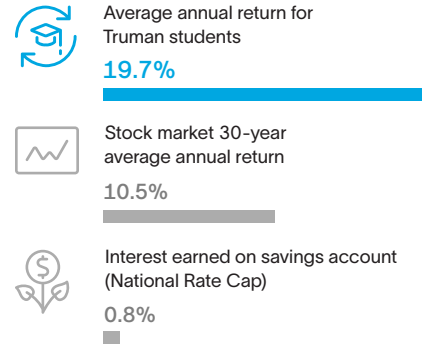 Average annual return for
Truman students
19.7%
Stock market 30-year
average annual return
10.5%
Interest earned on savings account
(National Rate Cap)
0.8%